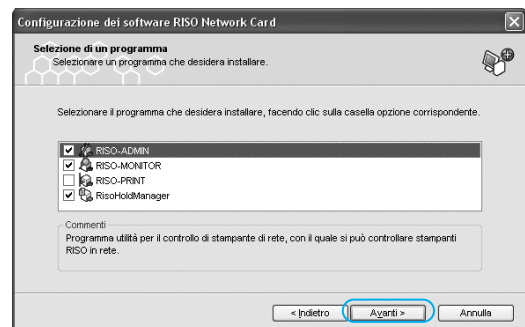 Configurazione dei software RISO Network Card
Selezione di un programma
Selezionare un programma che desidera installare.
Selezionare il programma che desidera installare, facendo clic sulla casella opzione corrispondente.
RISO-ADMIN
RISO-MONITOR
RISO-PRINT
RisoHoldManager
Commenti
Programma utilità per il controllo di stampante di rete, con il quale si può controllare stampanti
RISO in rete.
< Indietro Avanti > Annulla